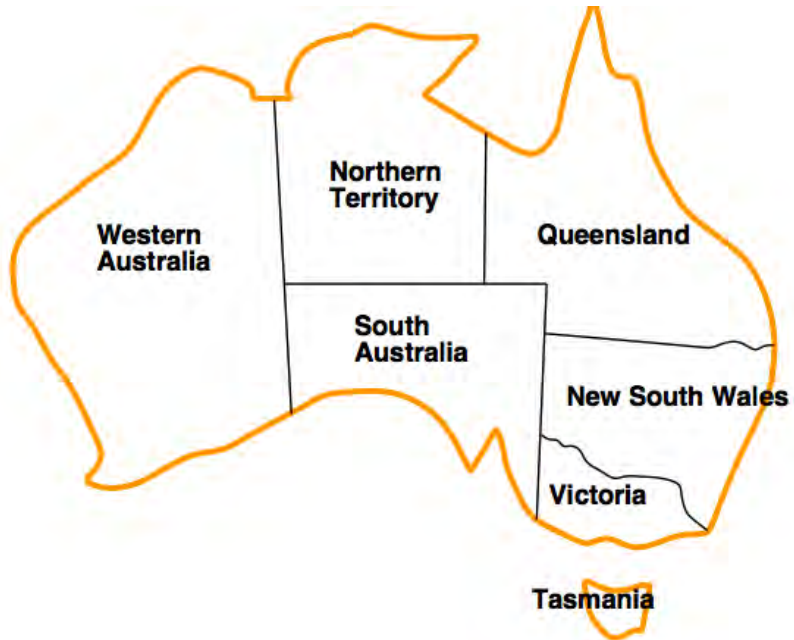 Northern
Territory
Western
Australia
Queensland
South
Australia
New South Wales
Victoria
Tasmania